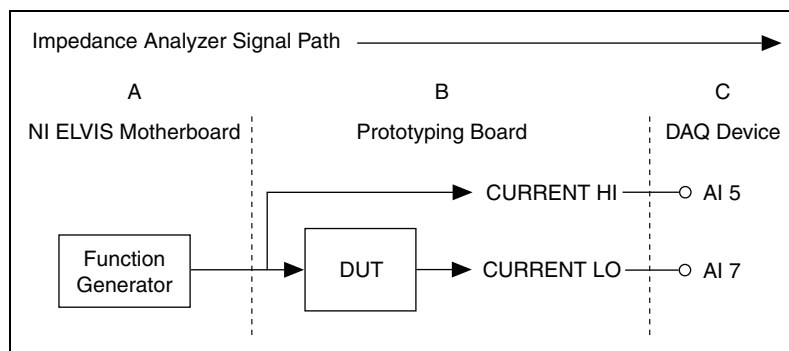 Impedance Analyzer Signal Path
A
B
C
NI ELVIS Motherboard
Prototyping Board
DAQ Device
CURRENT HI
AI 5
Function
Generator
DUT
CURRENT LO
AI 7